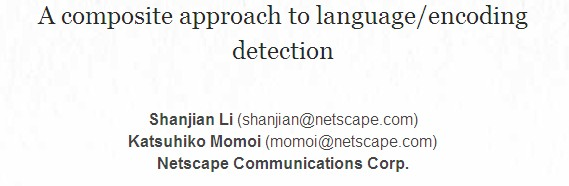 A composite approach to language/encoding
detection
Shanjian Li (shanjian@netscape.com)
Katsuhiko Momoi (momoi@netscape.com)
Netscape Communications Corp.